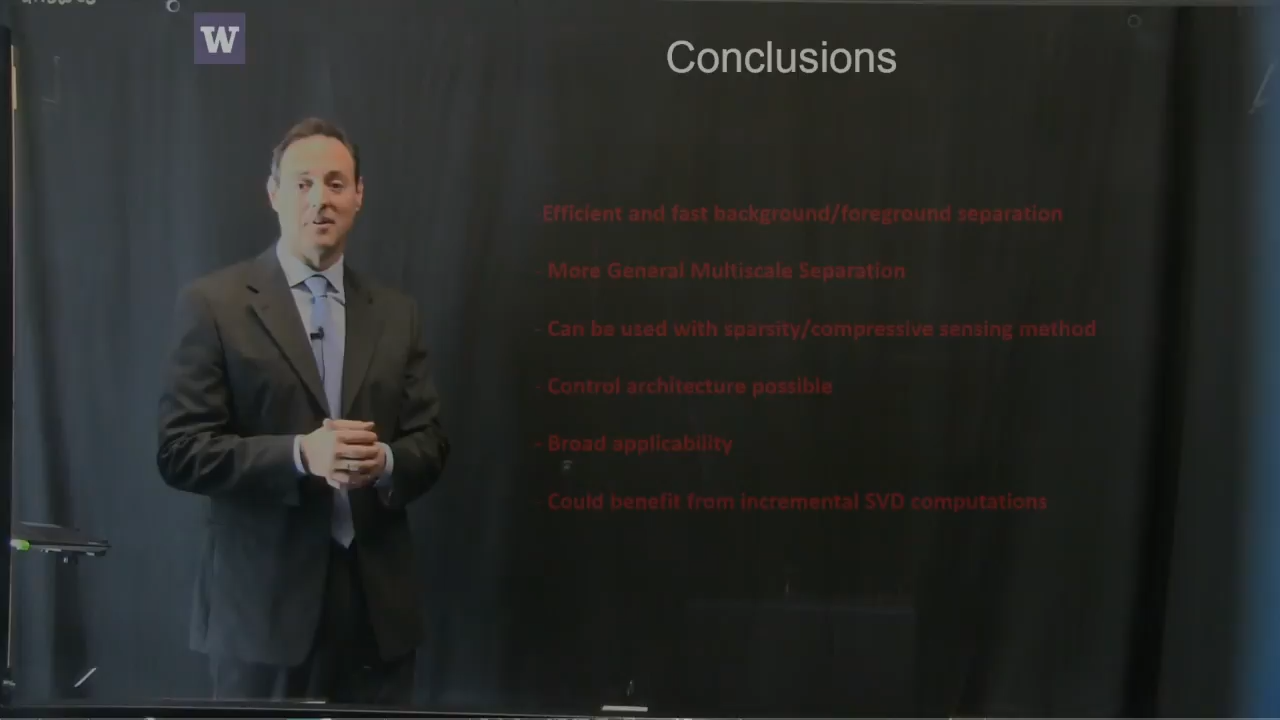 W
Conclusions
Efficient and fast background/foreground separation
- More General Multiscale Separation
- Can be used with sparsity/compressive sensing method
- Control architecture possible
- Broad applicability
Could benefit from incremental SVD computations